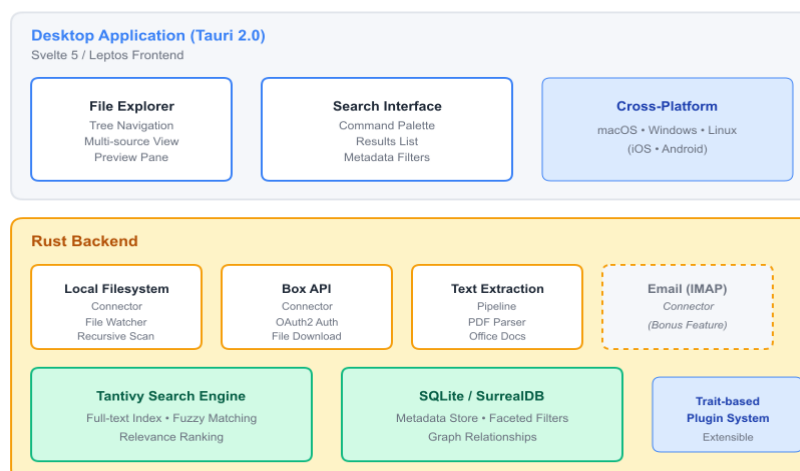 Desktop Application (Tauri 2.0)
Svelte 5 / Leptos Frontend
File Explorer
Tree Navigation
Multi-source View
Preview Pane
Search Interface
Command Palette
Results List
Metadata Filters
Cross-Platform
macOS • Windows • Linux
(iOS • Android)
Rust Backend
Local Filesystem
Connector
File Watcher
Recursive Scan
Box API
Connector
OAuth2 Auth
File Download
Text Extraction
Pipeline
PDF Parser
Office Docs
Email (IMAP)
Connector
(Bonus Feature)
Tantivy Search Engine
Full-text Index • Fuzzy Matching
Relevance Ranking
SQLite / SurrealDB
Metadata Store • Faceted Filters
Graph Relationships
Trait-based
Plugin System
Extensible